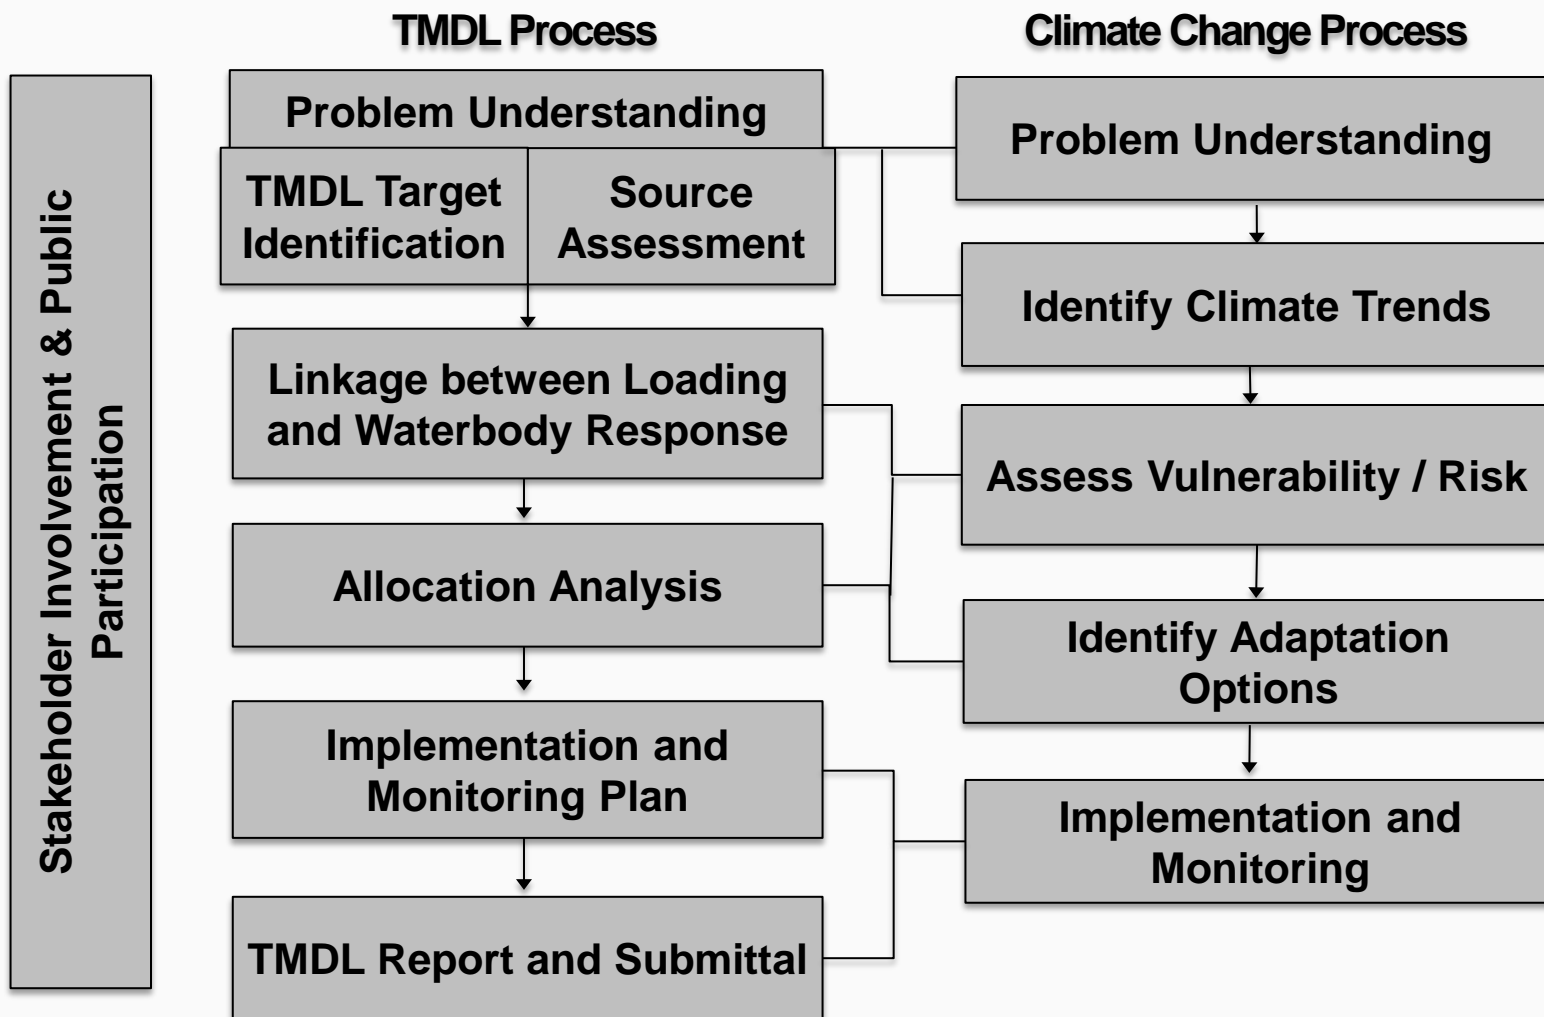 TMDL Process
Climate Change Process
Stakeholder Involvement & Public
Participation
Problem Understanding
TMDL Target
Identification
Source
Assessment
Linkage between Loading
and Waterbody Response
Allocation Analysis
Implementation and
Monitoring Plan
TMDL Report and Submittal
Problem Understanding
Identify Climate Trends
Assess Vulnerability / Risk
Identify Adaptation
Options
Implementation and
Monitoring